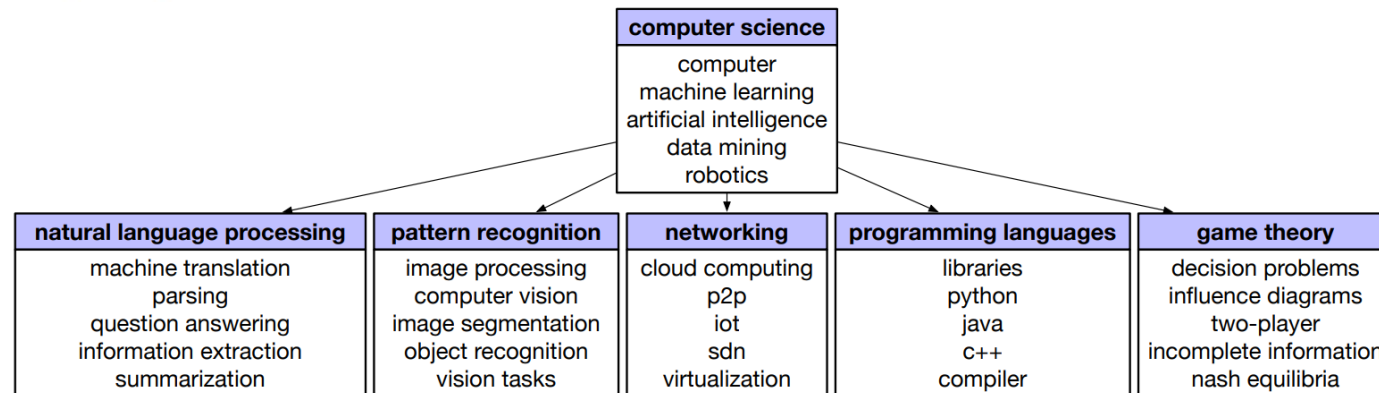 computer science
computer
machine learning
artificial intelligence
data mining
robotics
natural language processing
machine translation
parsing
question answering
information extraction
summarization
pattern recognition
image processing
computer vision
image segmentation
object recognition
vision tasks
networking
cloud computing
p2p
iot
sdn
virtualization
programming languages
libraries
python
java
c++
compiler
game theory
decision problems
influence diagrams
two-player
incomplete information
nash equilibria